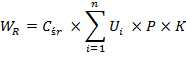 W_R = C_śr × ∑_{i=1}^{n} U_i × P × K